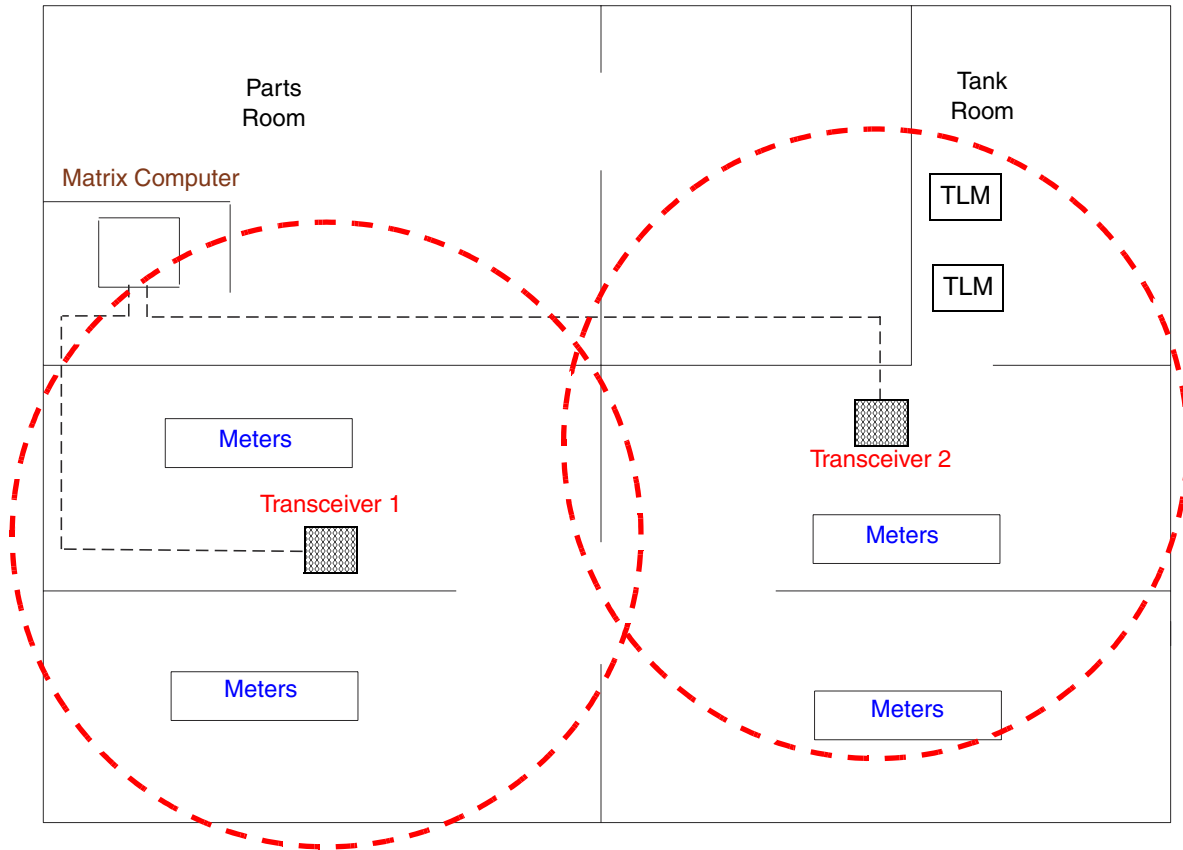 Parts
Room
Tank
Room
Matrix Computer
TLM
TLM
Meters
Transceiver 2
Transceiver 1
Meters
Meters
Meters